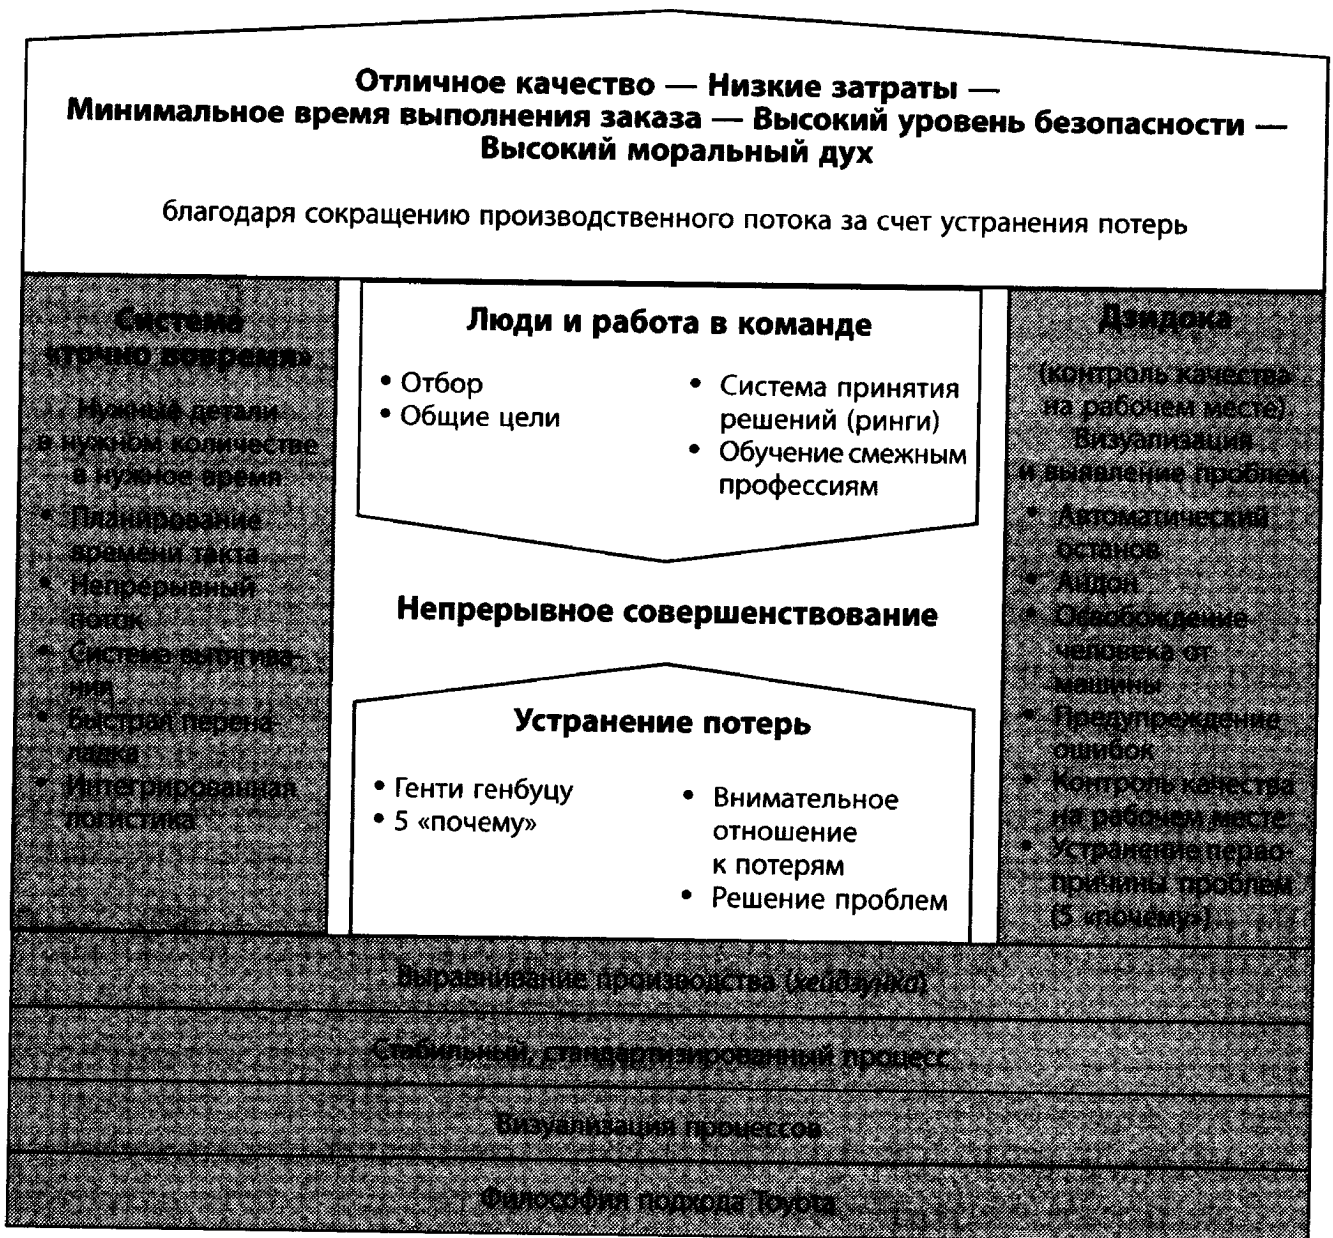 Отличное качество — Низкие затраты —
Минимальное время выполнения заказа — Высокий уровень безопасности —
Высокий моральный дух
благодаря сокращению производственного потока за счет устранения потерь
Система
«точно вовремя»
Нужные детали
в нужном количестве
в нужное время
• Планирование
времени такта
• Непрерывный
поток
• Система вытягива-
ния
• Быстрая перена-
ладка
• Интегрированная
логистика
Люди и работа в команде
• Отбор
• Общие цели
• Система принятия
решений (ринги)
• Обучение смежным
профессиям
Непрерывное совершенствование
Устранение потерь
• Генти генбуцу
• 5 «почему»
• Внимательное
отношение
к потерям
• Решение проблем
Дзидока
(контроль качества
на рабочем месте)
Визуализация
и выявление проблем
• Автоматический
останов
• Андон
• Освобождение
человека от
машины
• Предупреждение
ошибок
• Контроль качества
на рабочем месте
• Устранение перво-
причины проблем
(5 «почему»)
Выравнивание производства (хейдзунка)
Стабильный, стандартизированный процесс
Визуализация процессов
Философия подхода Toyota